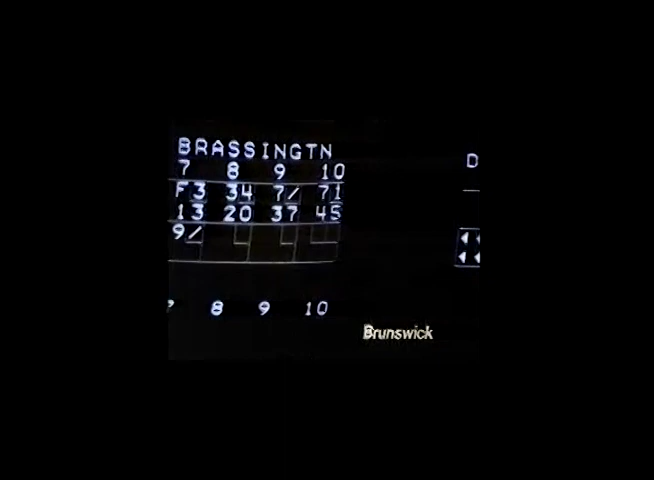 BRASSINGTN
7 8 9 10
F3 34 7/ 71
13 20 37 45
9/
8 9 10
Brunswick
D